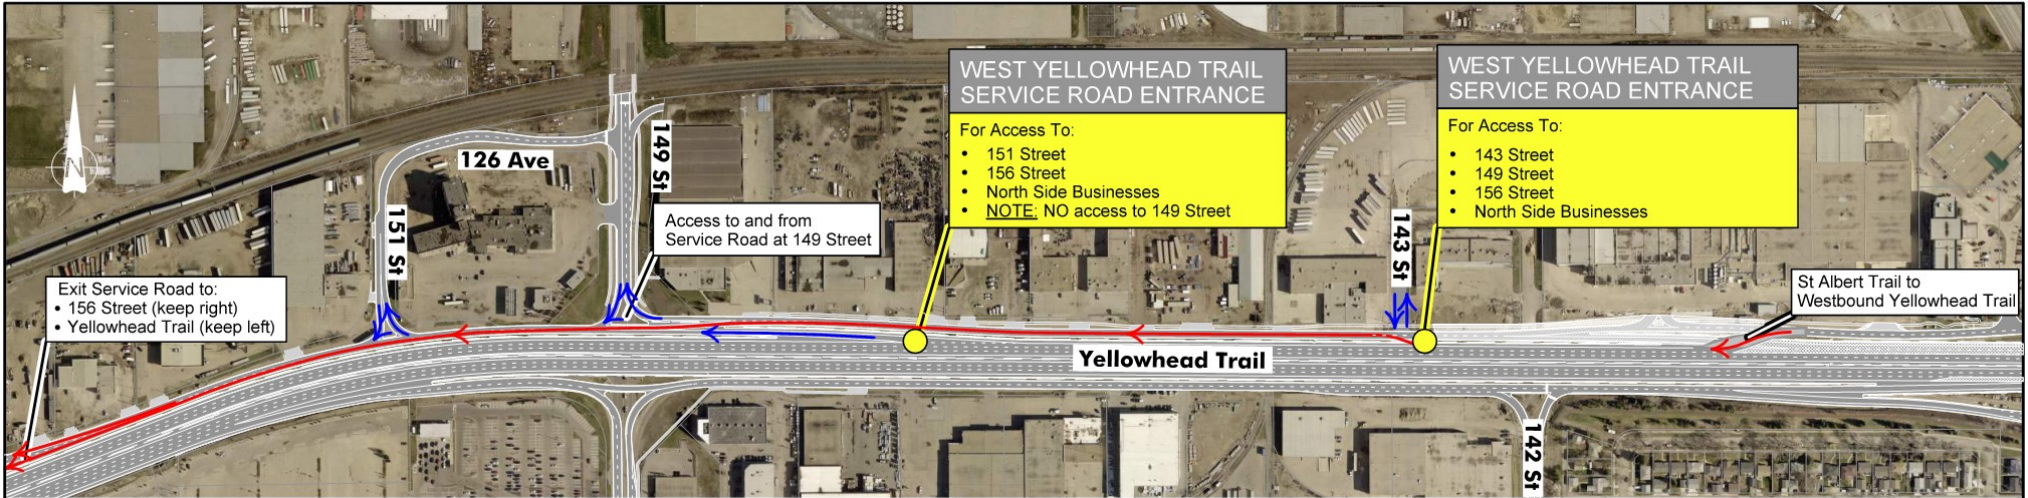 WEST YELLOWHEAD TRAIL
SERVICE ROAD ENTRANCE
For Access To:
• 151 Street
• 156 Street
• North Side Businesses
• NOTE: NO access to 149 Street
WEST YELLOWHEAD TRAIL
SERVICE ROAD ENTRANCE
For Access To:
• 143 Street
• 149 Street
• 156 Street
• North Side Businesses
N
126 Ave
149 St
151 St
Access to and from
Service Road at 149 Street
143 St
Exit Service Road to:
• 156 Street (keep right)
• Yellowhead Trail (keep left)
St Albert Trail to
Westbound Yellowhead Trail
Yellowhead Trail
142 St